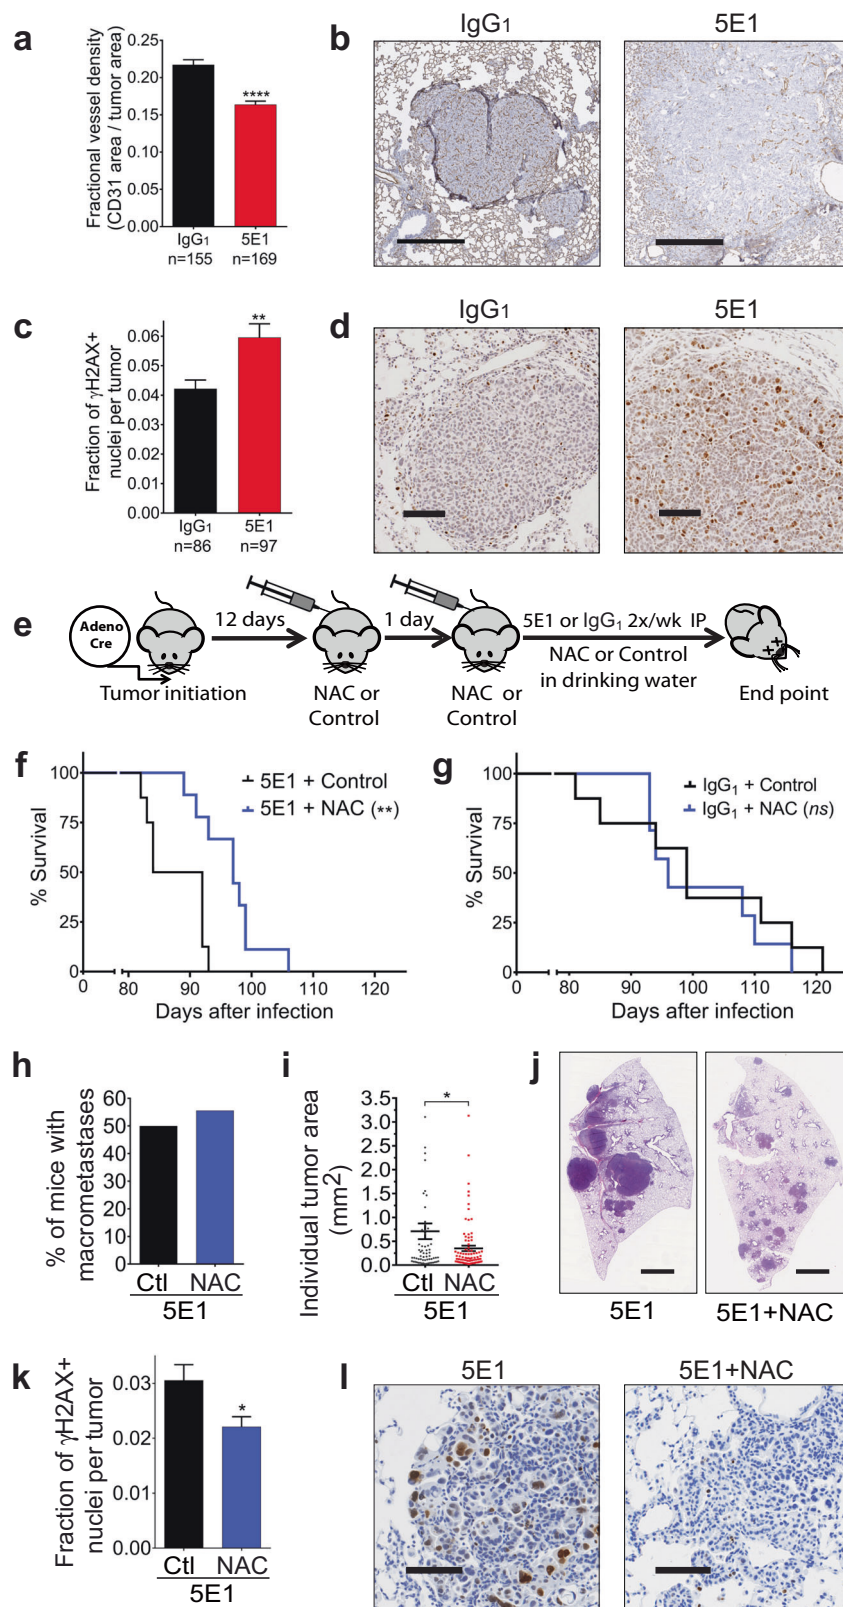 a
Fractional vessel density
(CD31 area / tumor area)
0.25
0.20
0.15
0.10
0.05
0.00
****
IgG1
n=155
5E1
n=169
b
IgG1
5E1
c
Fraction of γH2AX+
nuclei per tumor
0.06
0.05
0.04
0.03
0.02
0.01
0.00
**
IgG1
n=86
5E1
n=97
d
IgG1
5E1
e
Adeno
Cre
Tumor initiation
12 days
NAC or
Control
1 day
NAC or
Control
5E1 or IgG1 2x/wk IP
NAC or Control
in drinking water
End point
f
% Survival
100
75
50
25
0
5E1 + Control
5E1 + NAC (**)
0 80 90 100 110 120
Days after infection
g
% Survival
100
75
50
25
0
IgG1 + Control
IgG1 + NAC (ns)
0 80 90 100 110 120
Days after infection
h
% of mice with
macrometastases
60
50
40
30
20
10
0
Ctl NAC
5E1
i
Individual tumor area
(mm2)
3.5
3.0
2.5
2.0
1.5
1.0
0.5
0
*
Ctl NAC
5E1
j
5E1
5E1+NAC
k
Fraction of γH2AX+
nuclei per tumor
0.03
0.02
0.01
0.00
*
Ctl NAC
5E1
l
5E1
5E1+NAC